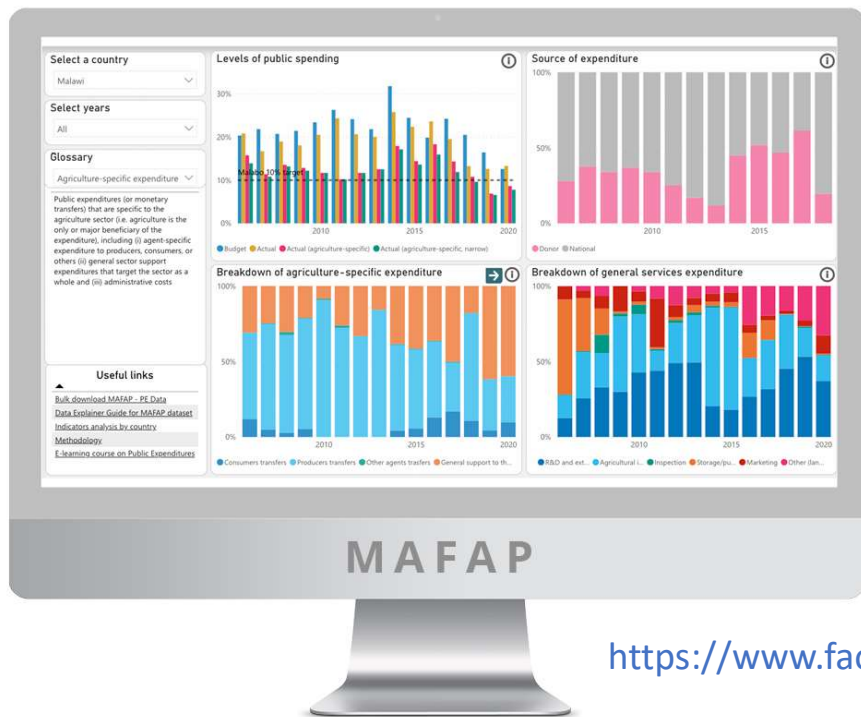 Select a country
Malawi
Select years
All
Glossary
Agriculture-specific expenditure
Public expenditures (or monetary
transfers) that are specific to the
agriculture sector (i.e. agriculture is the
only or major beneficiary of the
expenditure), including (i) agent-specific
expenditure to producers, consumers, or
others (ii) general sector support
expenditures that target the sector as a
whole and (iii) administrative costs
Useful links
Bulk download MAFAP - PE Data
Data Explainer Guide for MAFAP dataset
Indicators analysis by country
Methodology
E-learning course on Public Expenditures
Levels of public spending
30%
20%
Malabo 10% target
10%
0%
2010
2015
2020
Budget Actual Actual (agriculture-specific) Actual (agriculture-specific, narrow)
Source of expenditure
100%
50%
0%
2010
2015
Donor National
Breakdown of agriculture-specific expenditure
100%
50%
0%
2010
2015
2020
Consumers transfers Producers transfers Other agents trasfers General support to th...
Breakdown of general services expenditure
100%
50%
0%
2010
2015
2020
R&D and ext... Agricultural i... Inspection Storage/pu... Marketing Other (lan...
MAFAP
https://www.fao